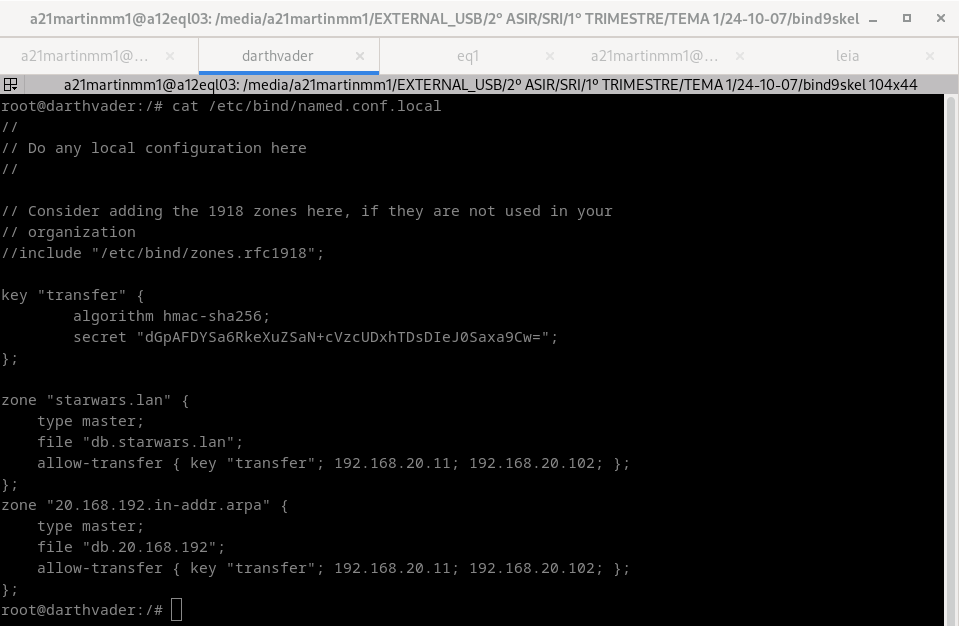 a21martinmm1@a12eql03: /media/a21martinmm1/EXTERNAL_USB/2º ASIR/SRI/1º TRIMESTRE/TEMA 1/24-10-07/bind9skel
a21martinmm1@... darthvader eq1 a21martinmm1@... leia
a21martinmm1@a12eql03: /media/a21martinmm1/EXTERNAL_USB/2º ASIR/SRI/1º TRIMESTRE/TEMA 1/24-10-07/bind9skel 104x44
root@darthvader:/# cat /etc/bind/named.conf.local
//
// Do any local configuration here
//
// Consider adding the 1918 zones here, if they are not used in your
// organization
//include "/etc/bind/zones.rfc1918";
key "transfer" {
algorithm hmac-sha256;
secret "dGpAFDYSa6RkeXuZSaN+cVzcUDxhTDsDIeJ0Saxa9Cw=";
};
zone "starwars.lan" {
type master;
file "db.starwars.lan";
allow-transfer { key "transfer"; 192.168.20.11; 192.168.20.102; };
};
zone "20.168.192.in-addr.arpa" {
type master;
file "db.20.168.192";
allow-transfer { key "transfer"; 192.168.20.11; 192.168.20.102; };
};
root@darthvader:/#